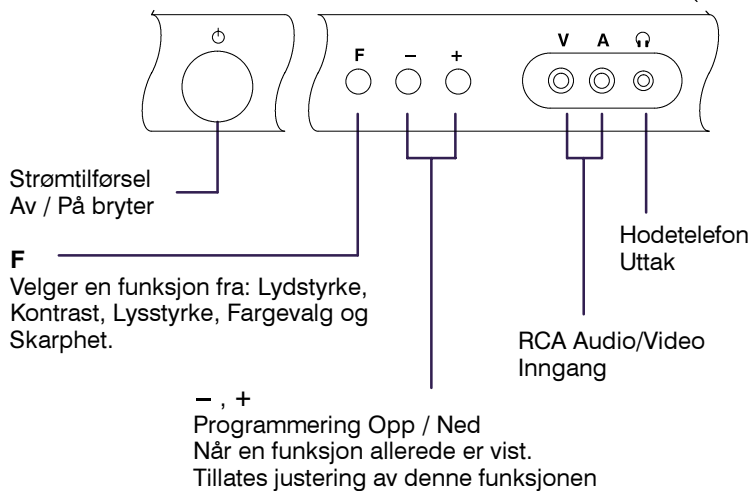 F – + V A
Strømtilførsel
Av / På bryter
F
Velger en funksjon fra: Lydstyrke,
Kontrast, Lysstyrke, Fargevalg og
Skarphet.
Hodetelefon
Uttak
RCA Audio/Video
Inngang
– , +
Programmering Opp / Ned
Når en funksjon allerede er vist.
Tillates justering av denne funksjonen